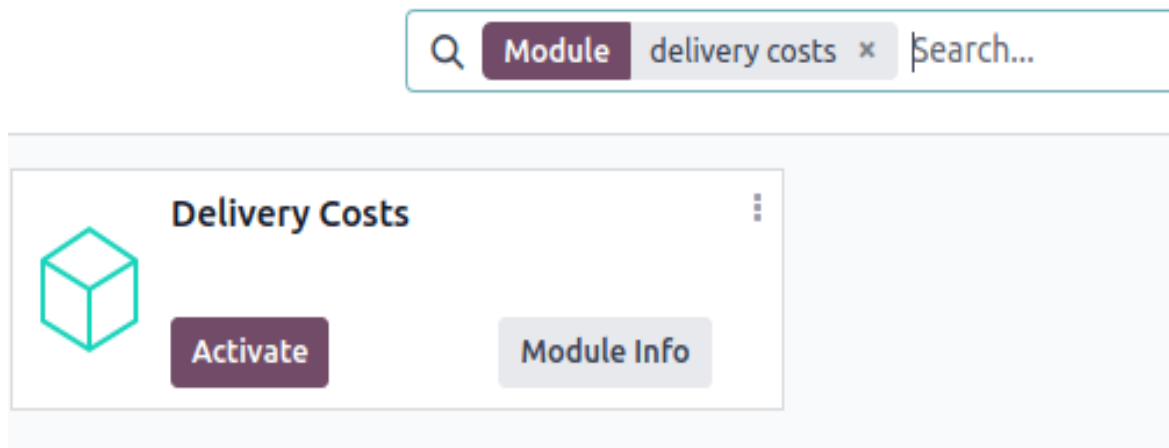 Module delivery costs × Search...
Delivery Costs
Activate Module Info